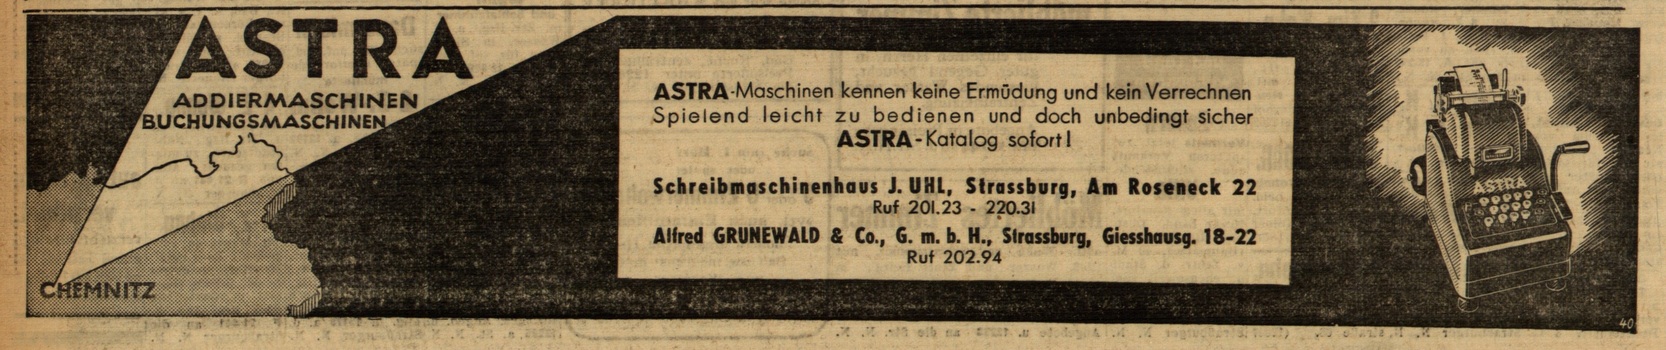 ASTRA
ADDIERMASCHINEN
BUCHUNGSMASCHINEN
CHEMNITZ
ASTRA-Maschinen kennen keine Ermüdung und kein Verrechnen
Spielend leicht zu bedienen und doch unbedingt sicher
ASTRA-Katalog sofort!
Schreibmaschinenhaus J. UHL, Strassburg, Am Roseneck 22
Ruf 201.23 - 220.31
Alfred GRUNEWALD & Co., G. m. b. H., Strassburg, Giesshausg. 18-22
Ruf 202.94
ASTRA
40